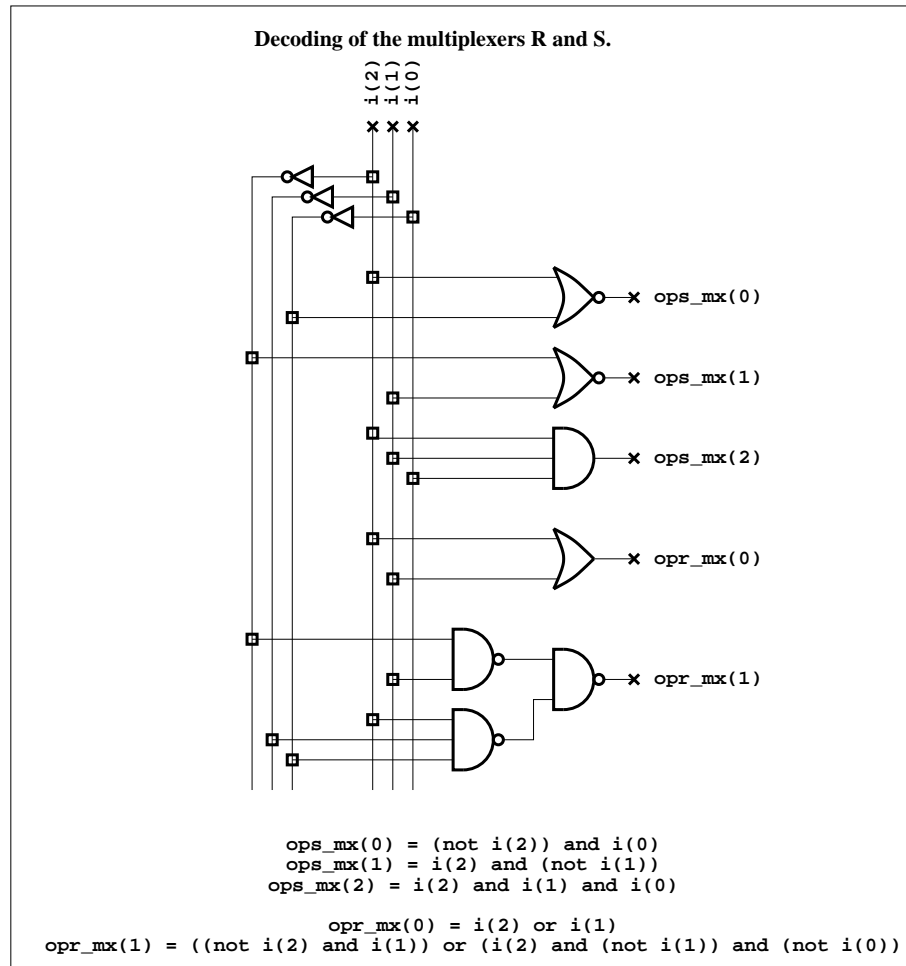 Decoding of the multiplexers R and S.
i(2)
i(1)
i(0)
ops_mx(0)
ops_mx(1)
ops_mx(2)
opr_mx(0)
opr_mx(1)
ops_mx(0) = (not i(2)) and i(0)
ops_mx(1) = i(2) and (not i(1))
ops_mx(2) = i(2) and i(1) and i(0)
opr_mx(0) = i(2) or i(1)
opr_mx(1) = ((not i(2) and i(1)) or (i(2) and (not i(1)) and (not i(0))